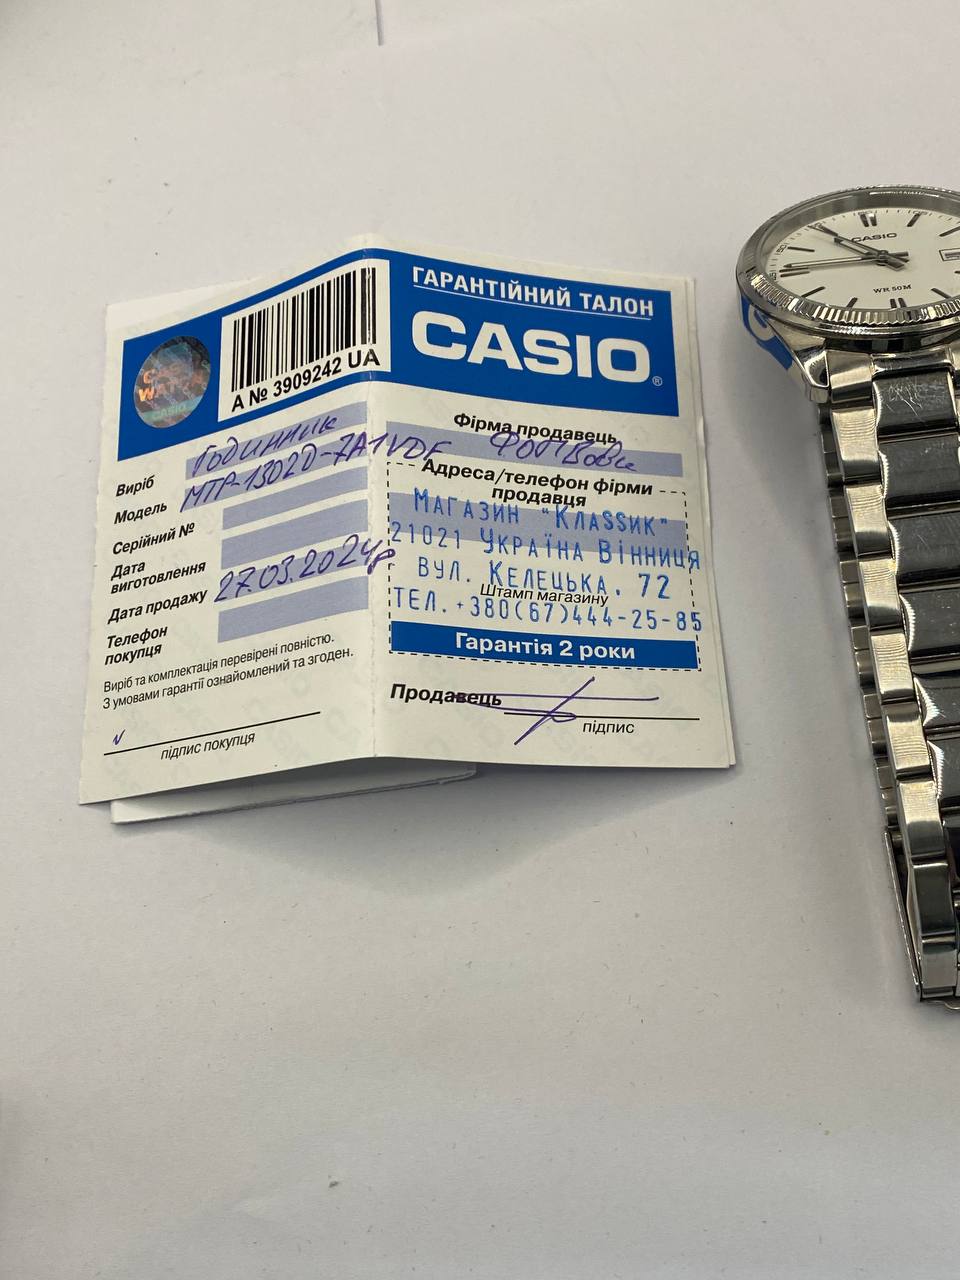 CASIO
A № 3909242 UA
Виріб Годинник
Модель MTP-1302D-7A1VDF
Серійний №
Дата
виготовлення
Дата продажу 27.03.2024р
Телефон
покупця
Виріб та комплектація перевірені повністю.
З умовами гарантії ознайомлений та згоден.
підпис покупця
ГАРАНТІЙНИЙ ТАЛОН
CASIO®
Фірма продавець
Адреса/телефон фірми
продавця
МАГАЗИН "КЛАSSИК"
21021 УКРАЇНА ВІННИЦЯ
ВУЛ. КЕЛЕЦЬКА, 72
Штамп магазину
ТЕЛ. +380(67)444-25-85
Гарантія 2 роки
Продавець
підпис
CASIO
WR 50M